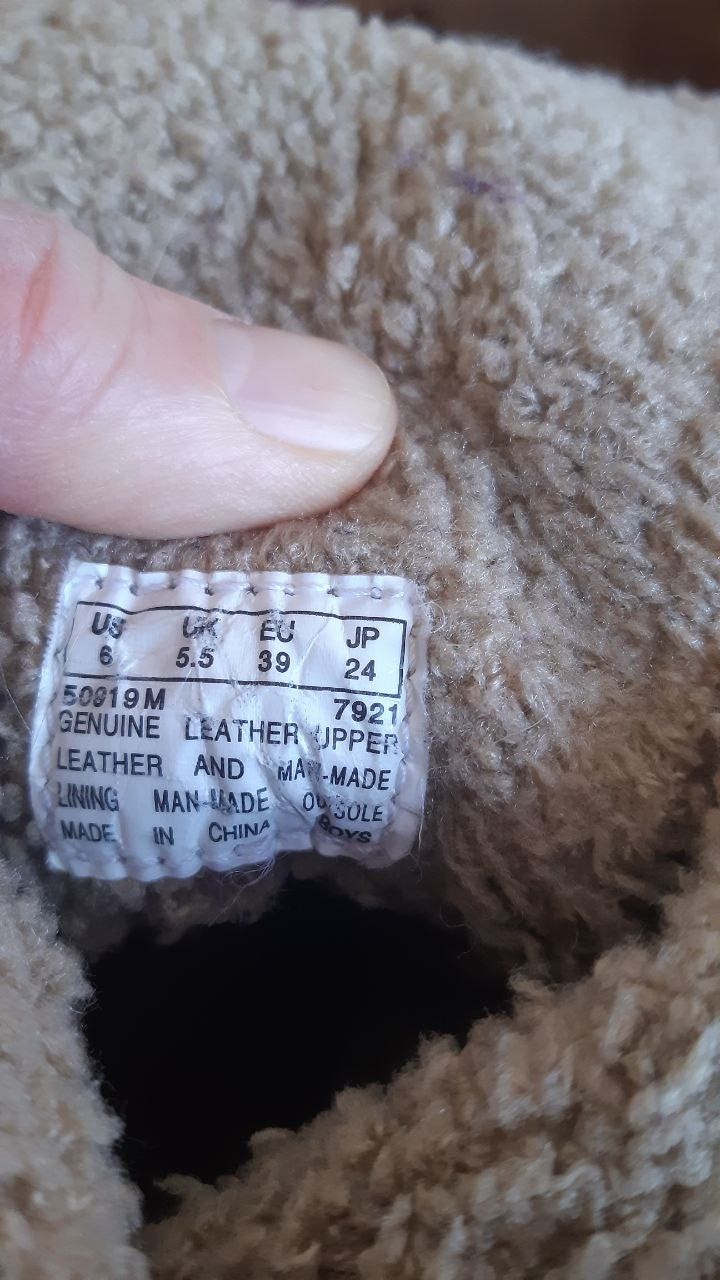 US UK EU JP
6 5.5 39 24
50919M 7921
GENUINE LEATHER UPPER
LEATHER AND MAN-MADE
LINING MAN-MADE OUTSOLE
MADE IN CHINA BOYS